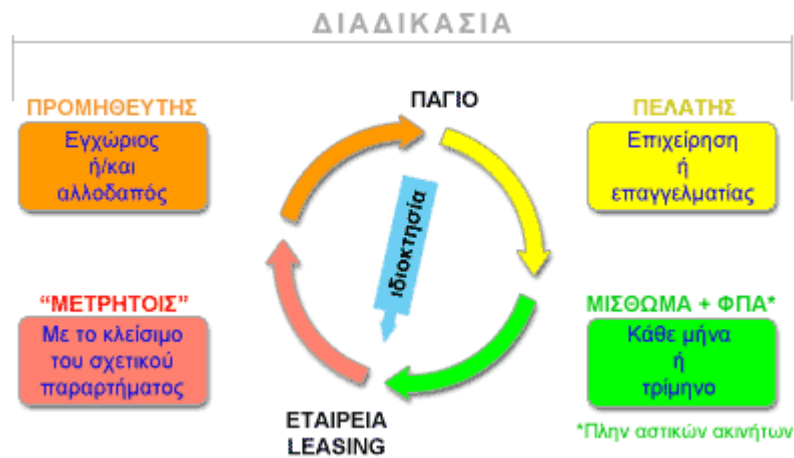 ΔΙΑΔΙΚΑΣΙΑ
ΠΑΓΙΟ
ΠΡΟΜΗΘΕΥΤΗΣ
Εγχώριος
ή/και
αλλοδαπός
ΠΕΛΑΤΗΣ
Επιχείρηση
ή
επαγγελματίας
ιδιοκτησία
“ΜΕΤΡΗΤΟΙΣ”
Με το κλείσιμο
του σχετικού
παραρτήματος
ΜΙΣΘΩΜΑ + ΦΠΑ*
Κάθε μήνα
ή
τρίμηνο
ΕΤΑΙΡΕΙΑ
LEASING
*Πλην αστικών ακινήτων